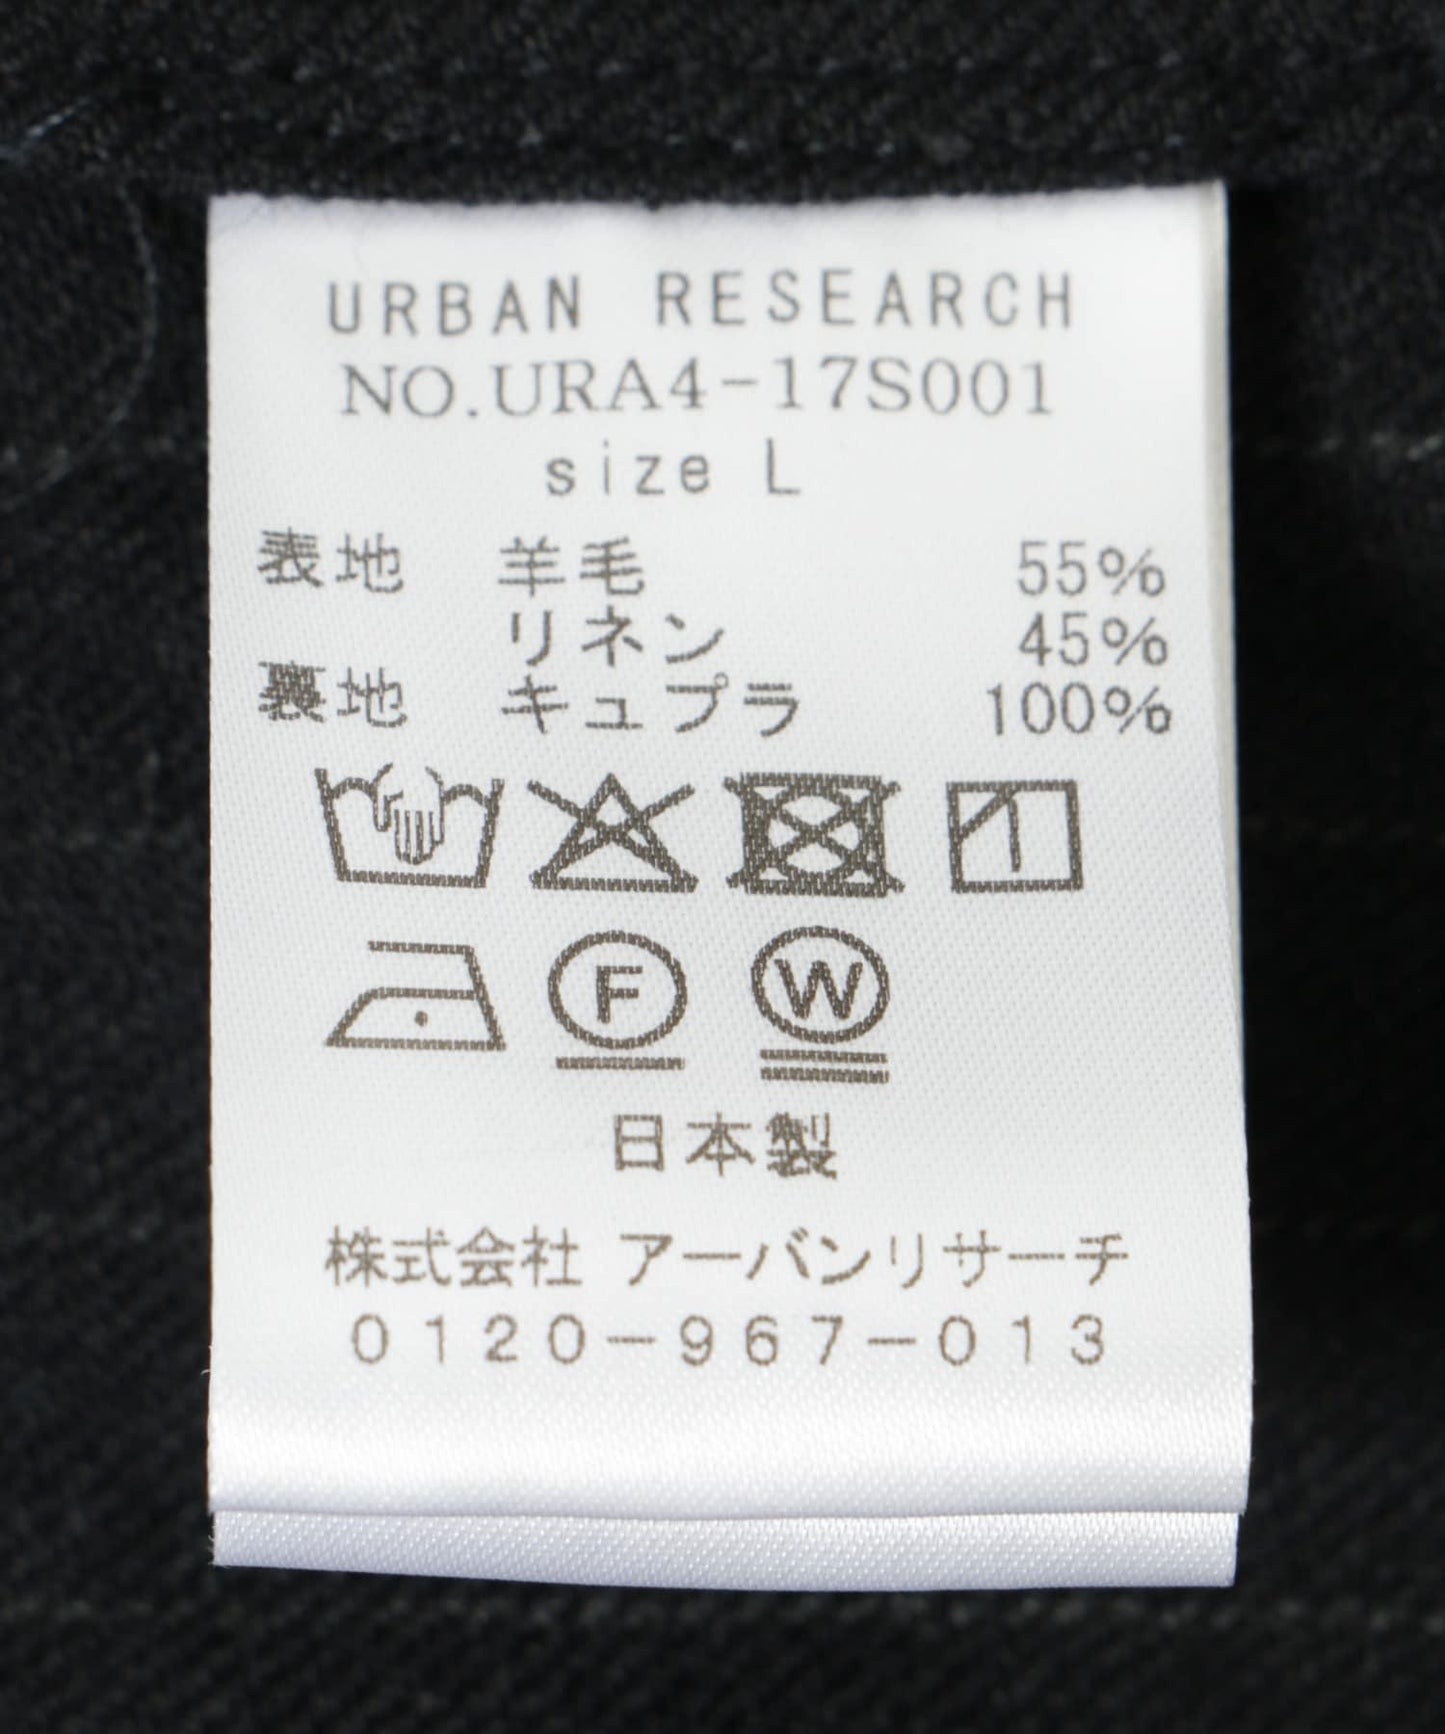 URBAN RESEARCH
NO.URA4-17S001
size L
表地 羊毛 55%
リネン 45%
裏地 キュプラ 100%
F W
日本製
株式会社 アーバンリサーチ
0120-967-013